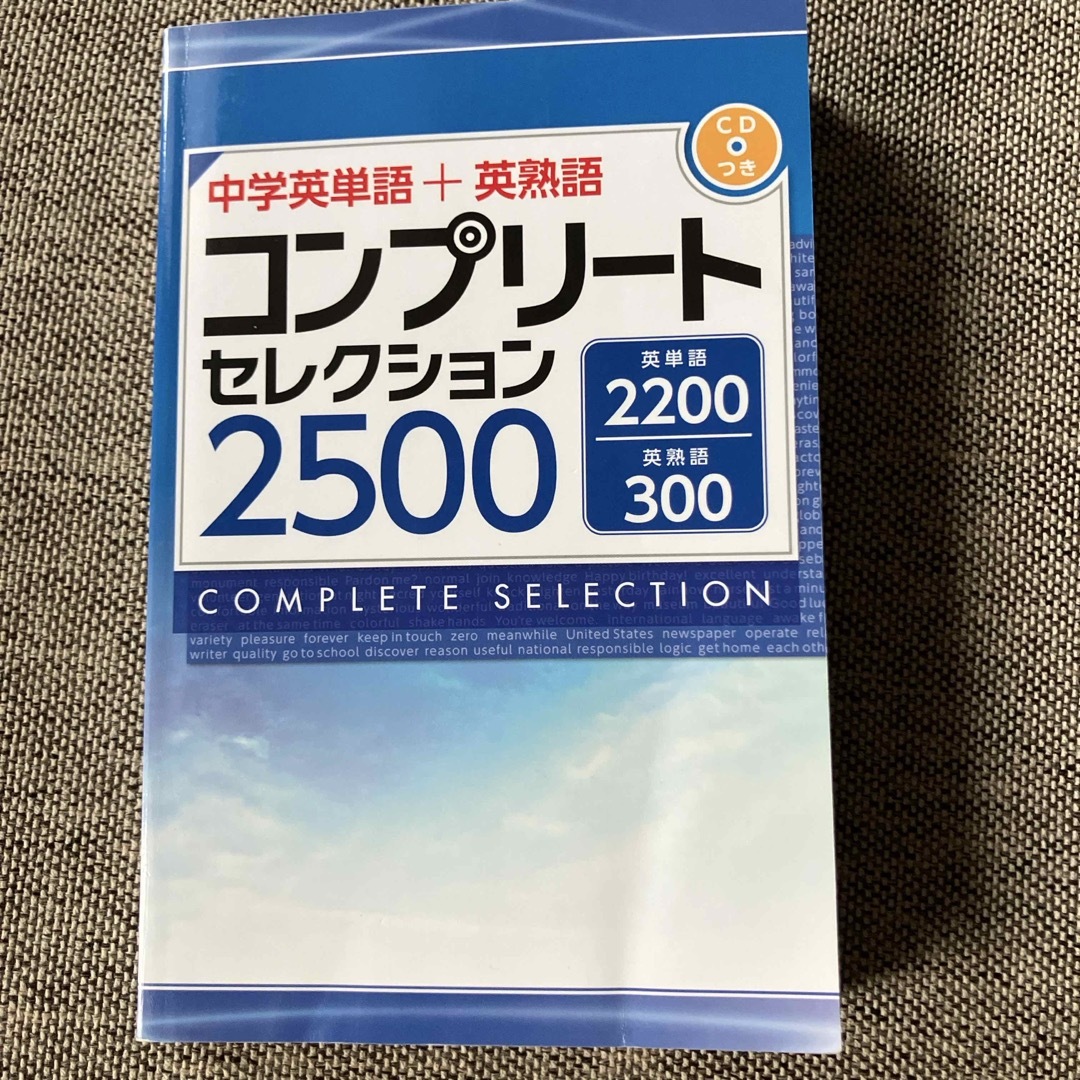 CD
つき
中学英単語+英熟語
コンプリート
セレクション
2500
英単語
2200
英熟語
300
COMPLETE SELECTION
variety pleasure forever keep in touch zero meanwhile United States newspaper operate
writer quality go to school discover reason useful national responsible logic get home each